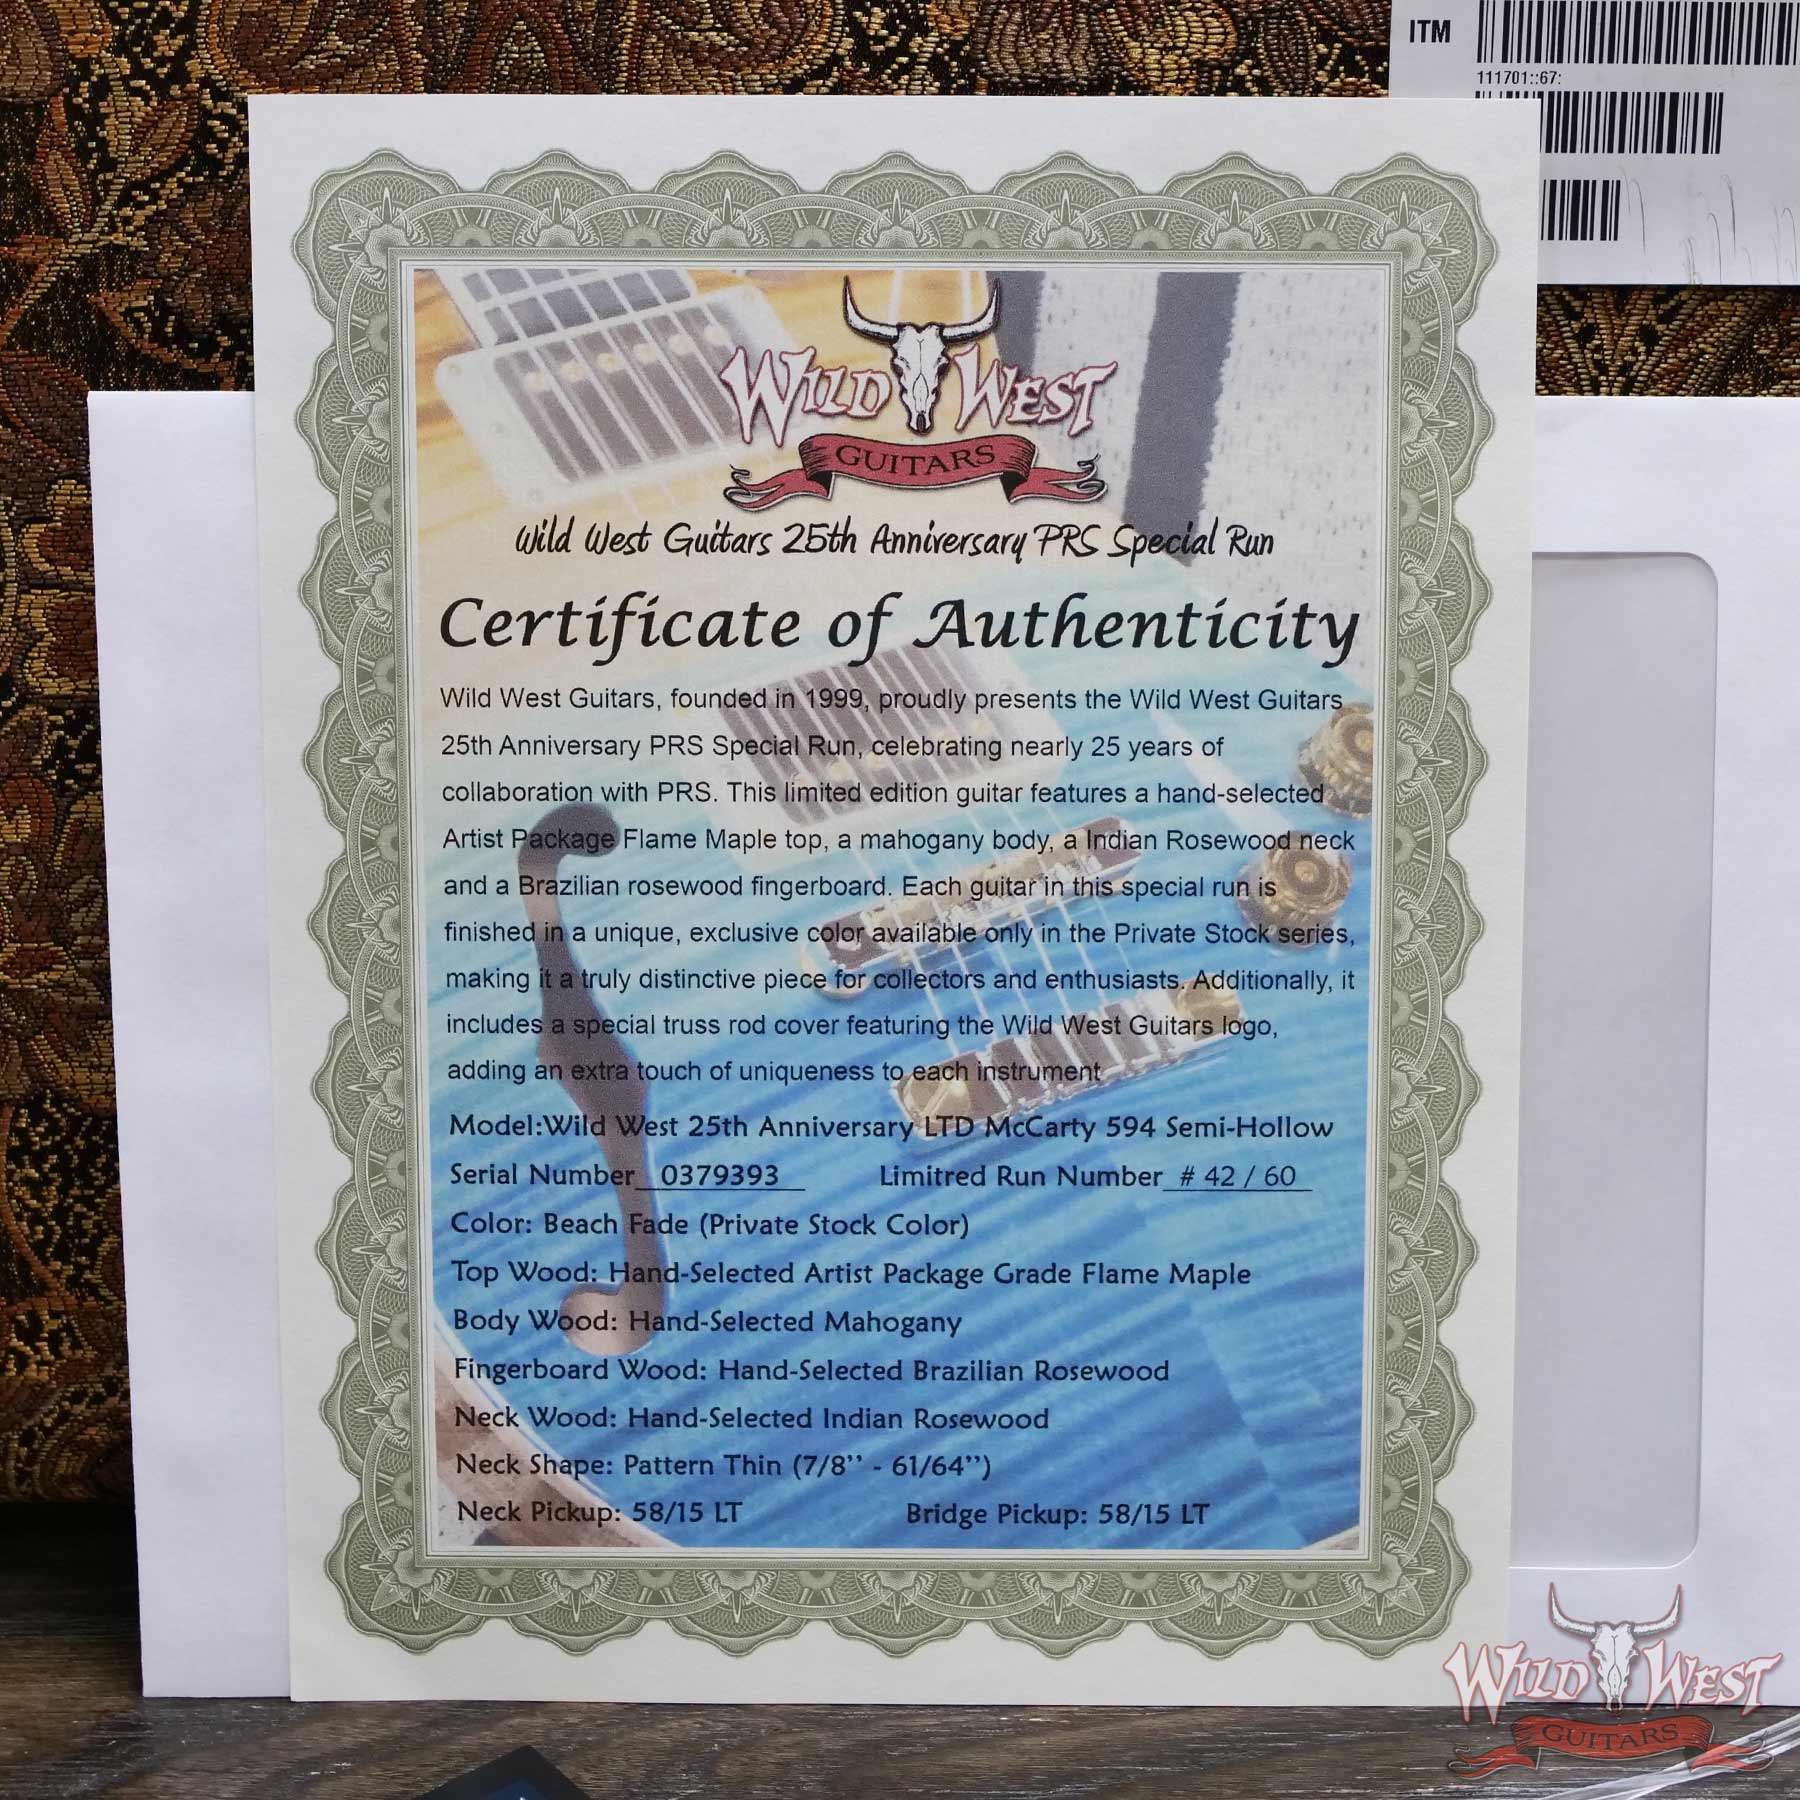 ITM
111701::67:
WILD WEST
GUITARS
Wild West Guitars 25th Anniversary PRS Special Run
Certificate of Authenticity
Wild West Guitars, founded in 1999, proudly presents the Wild West Guitars
25th Anniversary PRS Special Run, celebrating nearly 25 years of
collaboration with PRS. This limited edition guitar features a hand-selected
Artist Package Flame Maple top, a mahogany body, a Indian Rosewood neck
and a Brazilian rosewood fingerboard. Each guitar in this special run is
finished in a unique, exclusive color available only in the Private Stock series,
making it a truly distinctive piece for collectors and enthusiasts. Additionally, it
includes a special truss rod cover featuring the Wild West Guitars logo,
adding an extra touch of uniqueness to each instrument
Model:Wild West 25th Anniversary LTD McCarty 594 Semi-Hollow
Serial Number 0379393 Limitred Run Number # 42 / 60
Color: Beach Fade (Private Stock Color)
Top Wood: Hand-Selected Artist Package Grade Flame Maple
Body Wood: Hand-Selected Mahogany
Fingerboard Wood: Hand-Selected Brazilian Rosewood
Neck Wood: Hand-Selected Indian Rosewood
Neck Shape: Pattern Thin (7/8'' - 61/64'')
Neck Pickup: 58/15 LT Bridge Pickup: 58/15 LT
WILD WEST
GUITARS